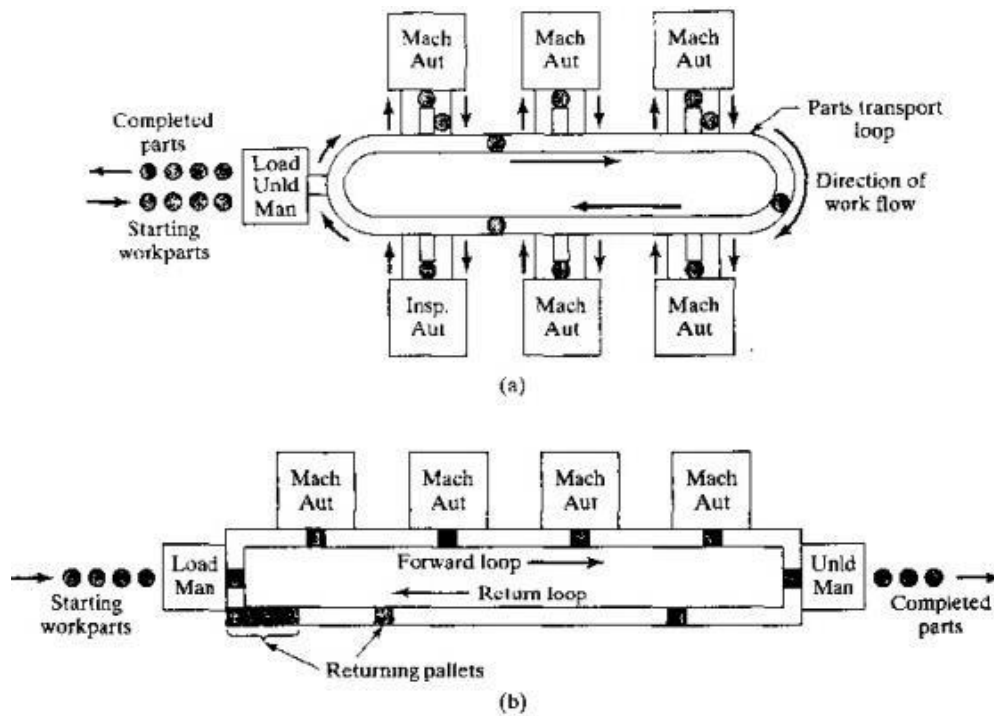 Mach
Aut
Mach
Aut
Mach
Aut
Parts transport
loop
Completed
parts
Load
Unld
Man
Direction of
work flow
Starting
workparts
Insp.
Aut
Mach
Aut
Mach
Aut
(a)
Mach
Aut
Mach
Aut
Mach
Aut
Mach
Aut
Load
Man
Forward loop
Unld
Man
Return loop
Starting
workparts
Completed
parts
Returning pallets
(b)